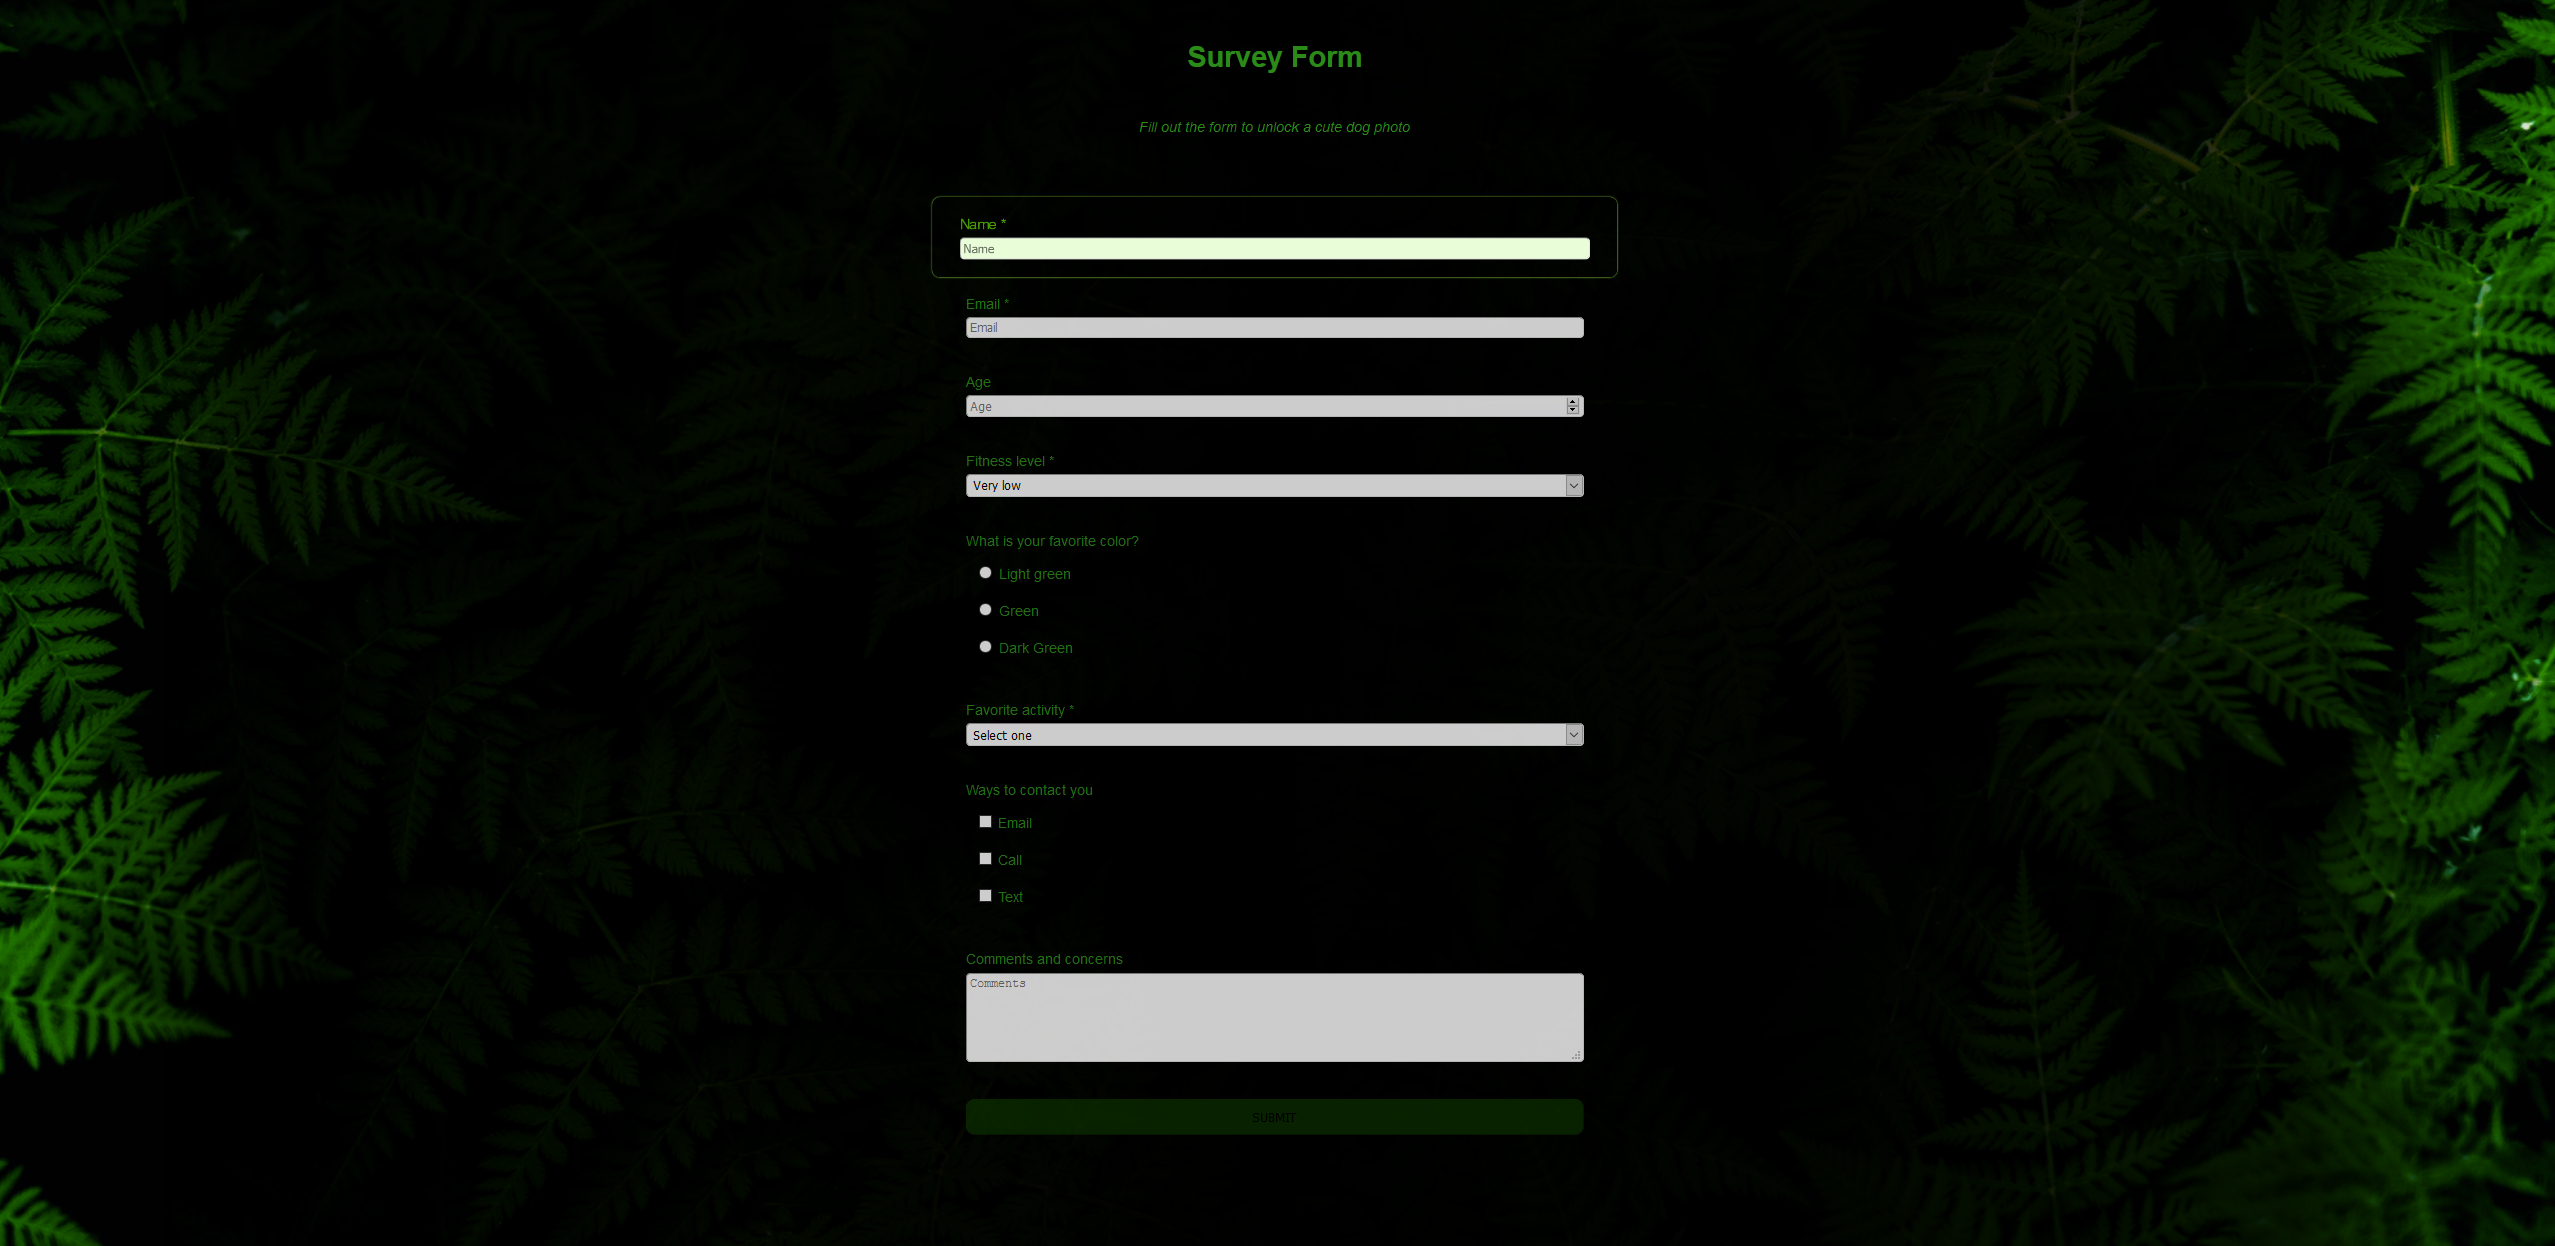 Survey Form
Fill out the form to unlock a cute dog photo
Name *
Name
Email *
Email
Age
Age
Fitness level *
Very low
What is your favorite color?
Light green
Green
Dark Green
Favorite activity *
Select one
Ways to contact you
Email
Call
Text
Comments and concerns
Comments
SUBMIT